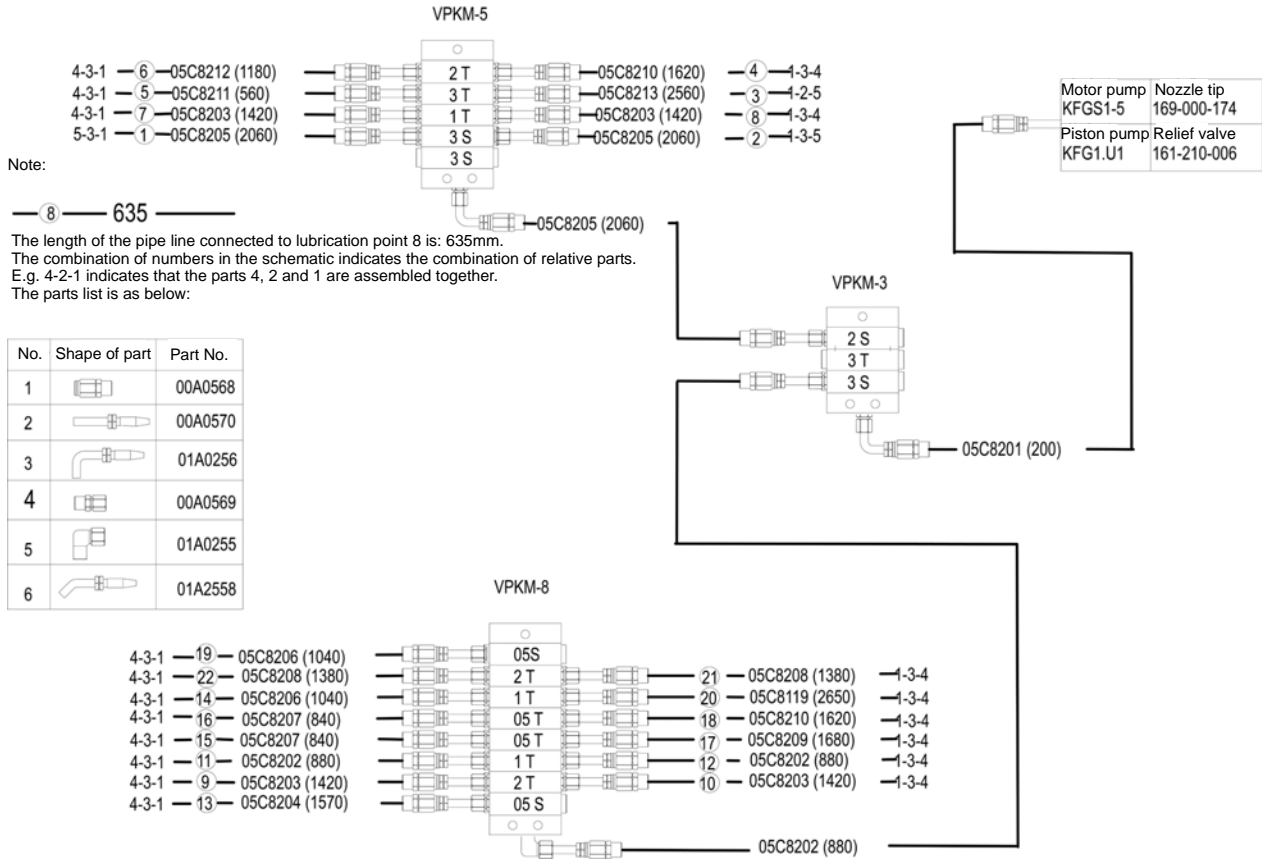 VPKM-5
4-3-1 6 05C8212 (1180) 2 T 05C8210 (1620) 4 1-3-4
4-3-1 5 05C8211 (560) 3 T 05C8213 (2560) 3 1-2-5
4-3-1 7 05C8203 (1420) 1 T 05C8203 (1420) 8 1-3-4
5-3-1 1 05C8205 (2060) 3 S 05C8205 (2060) 2 1-3-5
3 S
05C8205 (2060)
Motor pump Nozzle tip
KFGS1-5 169-000-174
Piston pump Relief valve
KFG1.U1 161-210-006
Note:
8 635
The length of the pipe line connected to lubrication point 8 is: 635mm.
The combination of numbers in the schematic indicates the combination of relative parts.
E.g. 4-2-1 indicates that the parts 4, 2 and 1 are assembled together.
The parts list is as below:
VPKM-3
2 S
3 T
3 S
05C8201 (200)
No. Shape of part Part No.
1 00A0568
2 00A0570
3 01A0256
4 00A0569
5 01A0255
6 01A2558
VPKM-8
4-3-1 19 05C8206 (1040) 05S
4-3-1 22 05C8208 (1380) 2 T 21 05C8208 (1380) 1-3-4
4-3-1 14 05C8206 (1040) 1 T 20 05C8119 (2650) 1-3-4
4-3-1 16 05C8207 (840) 05 T 18 05C8210 (1620) 1-3-4
4-3-1 15 05C8207 (840) 05 T 17 05C8209 (1680) 1-3-4
4-3-1 11 05C8202 (880) 1 T 12 05C8202 (880) 1-3-4
4-3-1 9 05C8203 (1420) 2 T 10 05C8203 (1420) 1-3-4
4-3-1 13 05C8204 (1570) 05 S
05C8202 (880)